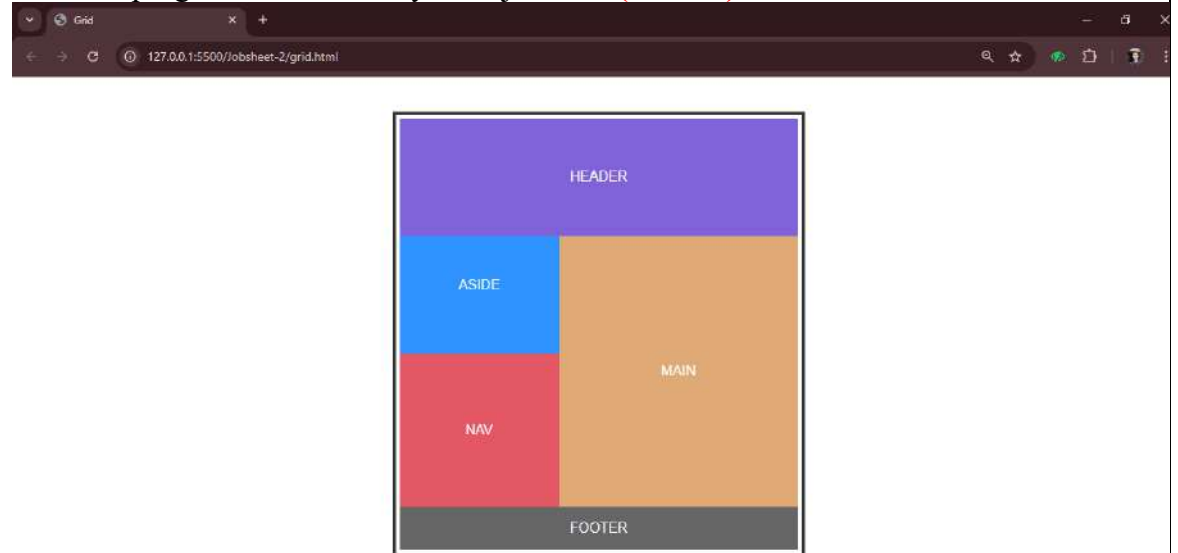 Grid
127.0.0.1:5500/Jobsheet-2/grid.html
HEADER
ASIDE
MAIN
NAV
FOOTER